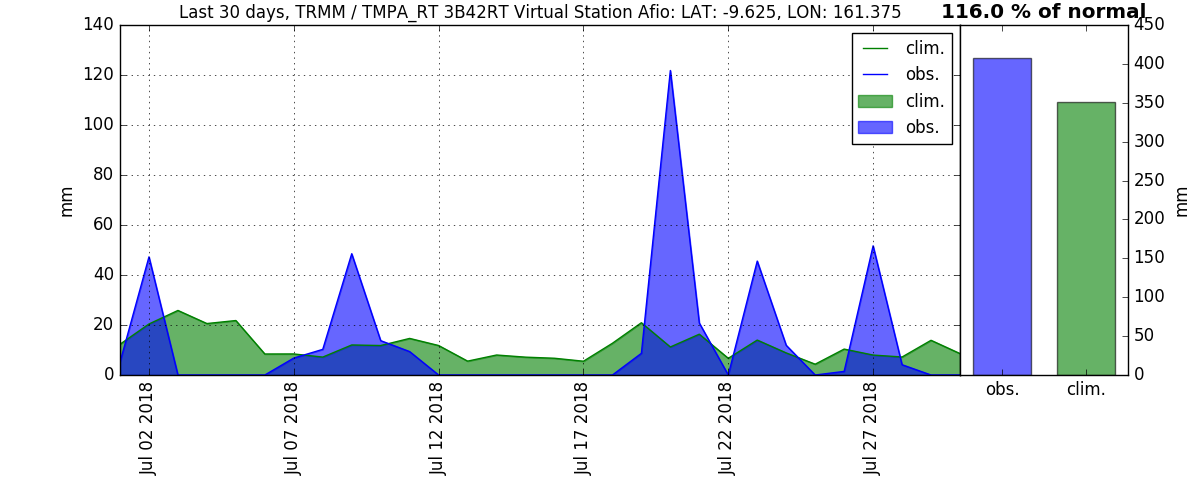 Last 30 days, TRMM / TMPA_RT 3B42RT Virtual Station Afio: LAT: -9.625, LON: 161.375
116.0 % of normal
140
120
100
80
60
40
20
0
mm
clim.
obs.
clim.
obs.
Jul 02 2018
Jul 07 2018
Jul 12 2018
Jul 17 2018
Jul 22 2018
Jul 27 2018
450
400
350
300
250
200
150
100
50
0
mm
obs.
clim.